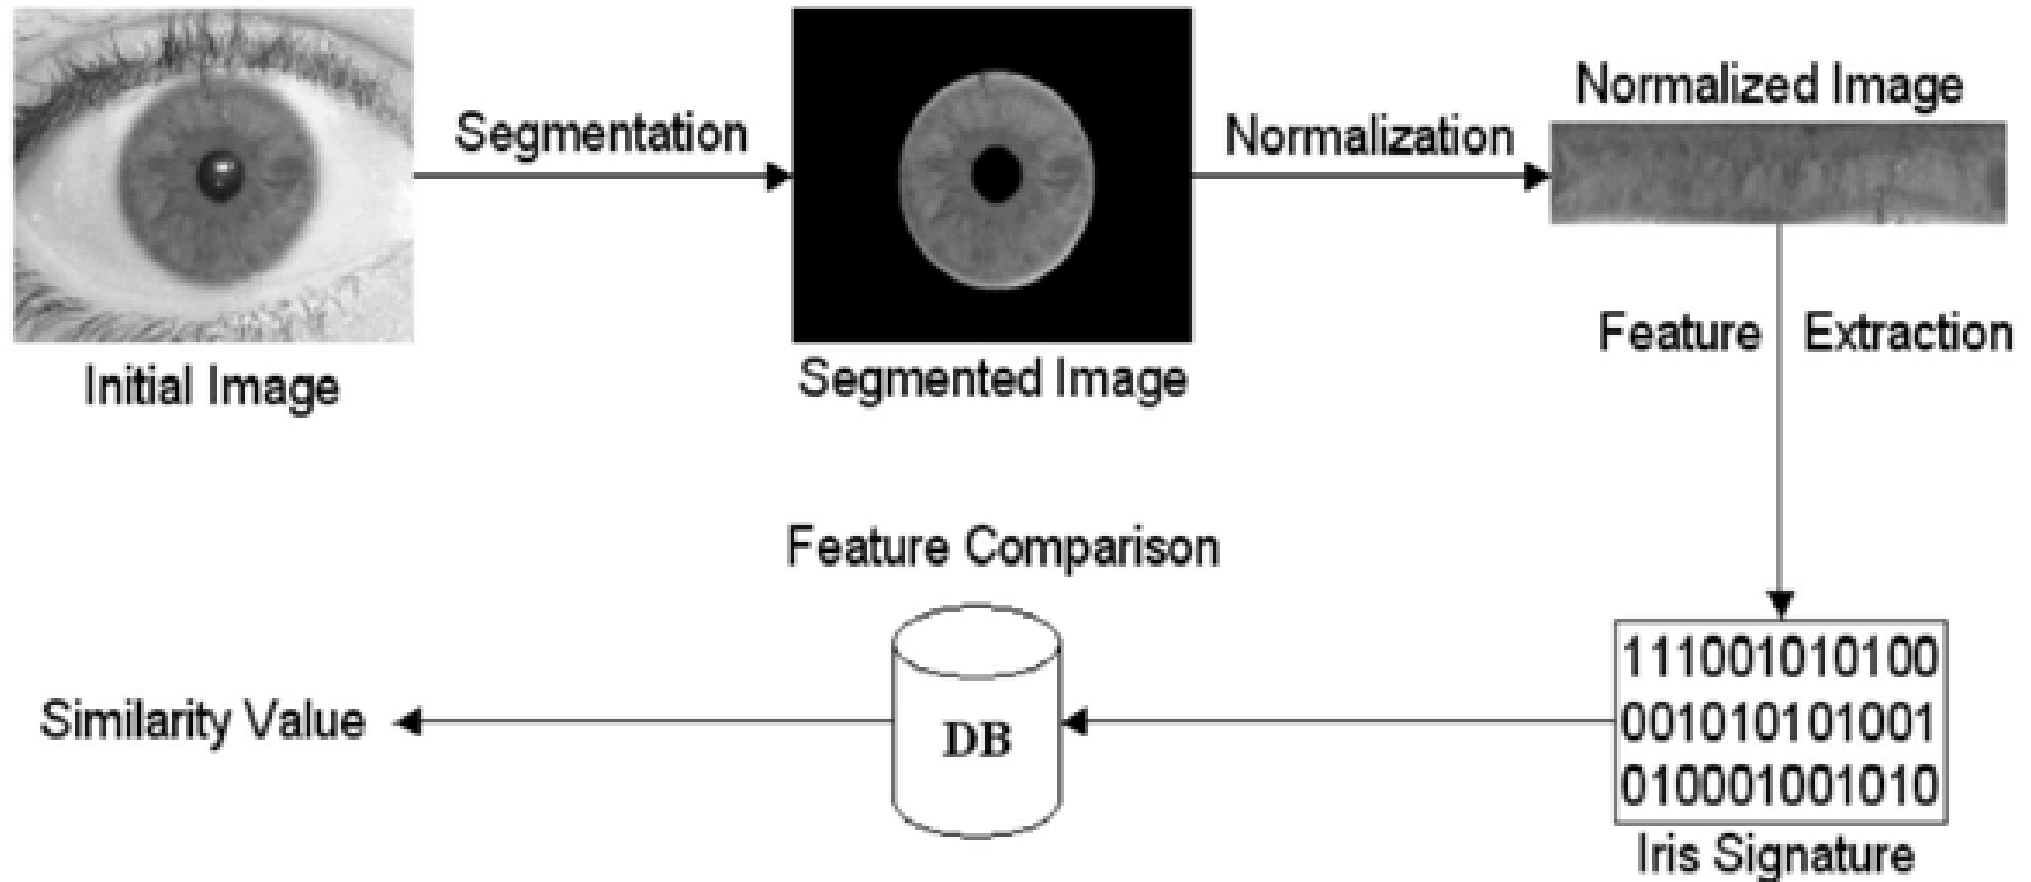 Segmentation
Normalization
Normalized Image
Initial Image
Segmented Image
Feature Extraction
Feature Comparison
111001010100
001010101001
010001001010
Iris Signature
DB
Similarity Value